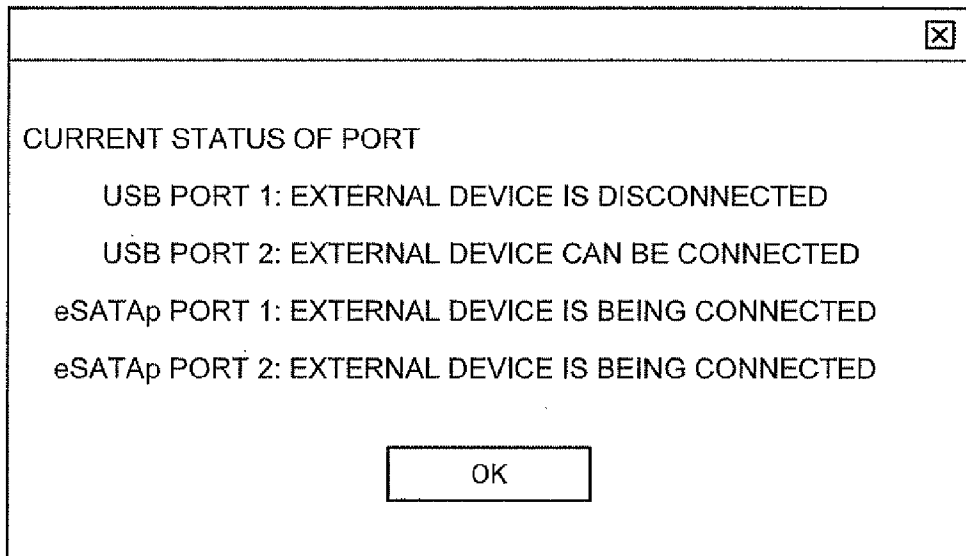 CURRENT STATUS OF PORT
USB PORT 1: EXTERNAL DEVICE IS DISCONNECTED
USB PORT 2: EXTERNAL DEVICE CAN BE CONNECTED
eSATAp PORT 1: EXTERNAL DEVICE IS BEING CONNECTED
eSATAp PORT 2: EXTERNAL DEVICE IS BEING CONNECTED
OK